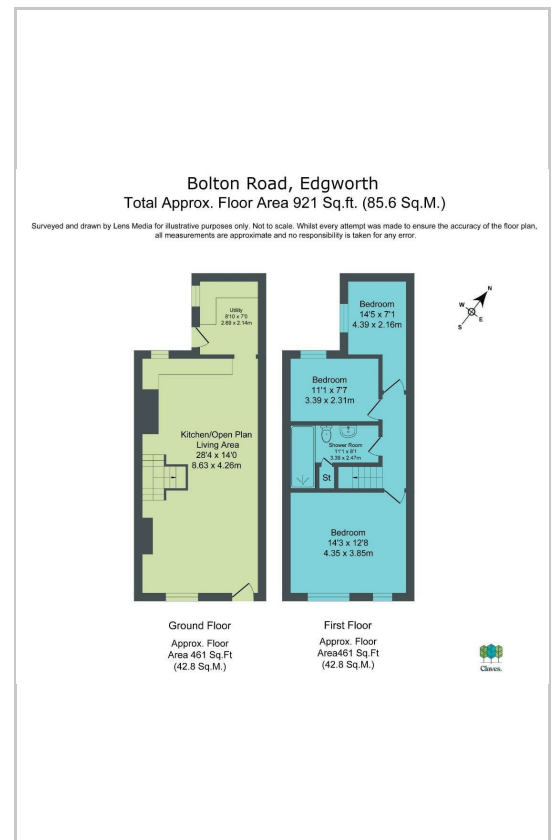 Bolton Road, Edgworth
Total Approx. Floor Area 921 Sq.ft. (85.6 Sq.M.)
Surveyed and drawn by Lens Media for illustrative purposes only. Not to scale. Whilst every attempt was made to ensure the accuracy of the floor plan,
all measurements are approximate and no responsibility is taken for any error.
Utility
8'10 x 7'0
2.69 x 2.14m
Kitchen/Open Plan
Living Area
28'4 x 14'0
8.63 x 4.26m
Bedroom
14'5 x 7'1
4.39 x 2.16m
Bedroom
11'1 x 7'7
3.39 x 2.31m
Shower Room
11'1 x 8'1
3.39 x 2.47m
St
Bedroom
14'3 x 12'8
4.35 x 3.85m
N
W
E
S
Ground Floor
Approx. Floor
Area 461 Sq.Ft
(42.8 Sq.M.)
First Floor
Approx. Floor
Area461 Sq.Ft
(42.8 Sq.M.)
Claves.